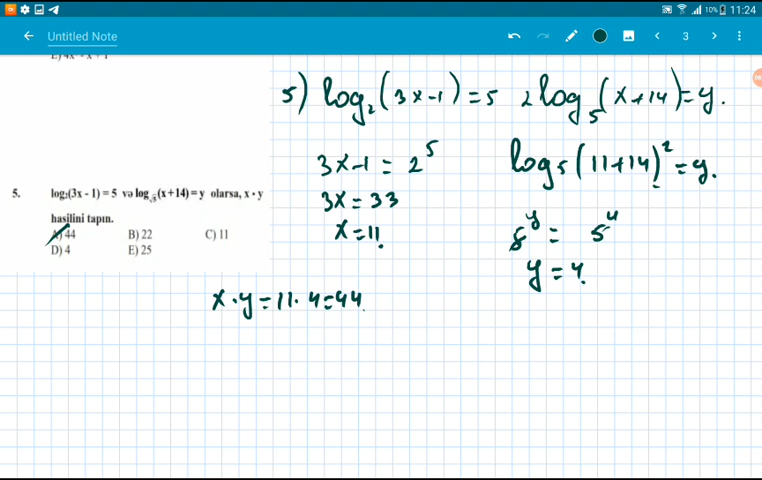 10% 11:24
Untitled Note
3
5) log₂(3x-1)=5 2log₅(x+14)=y.
3x-1=2⁵ log₅(11+14)²=y.
3x=33
x=11 5ʸ=5⁴
y=4
5. log₂(3x - 1) = 5 və log√5(x+14) = y olarsa, x • y
hasilini tapın.
A) 44 B) 22 C) 11
D) 4 E) 25
x·y=11·4=44